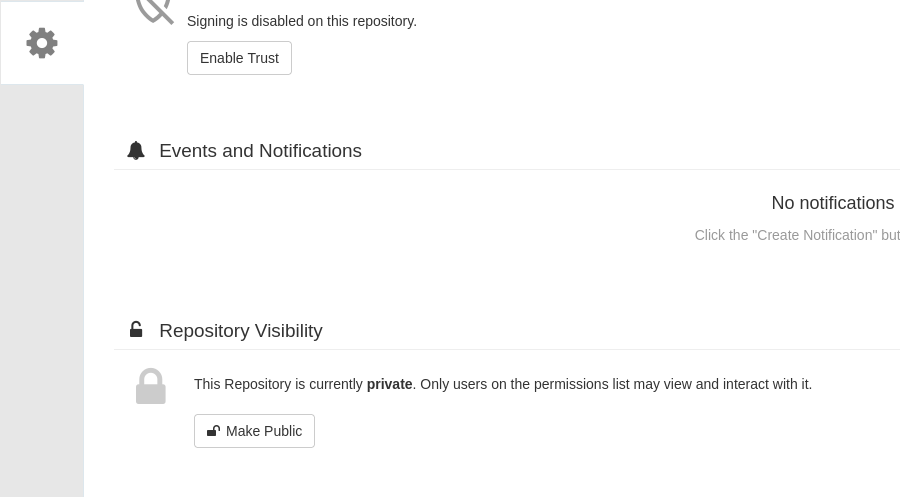 Signing is disabled on this repository.
Enable Trust
Events and Notifications
No notifications
Click the "Create Notification" but
Repository Visibility
This Repository is currently private. Only users on the permissions list may view and interact with it.
Make Public